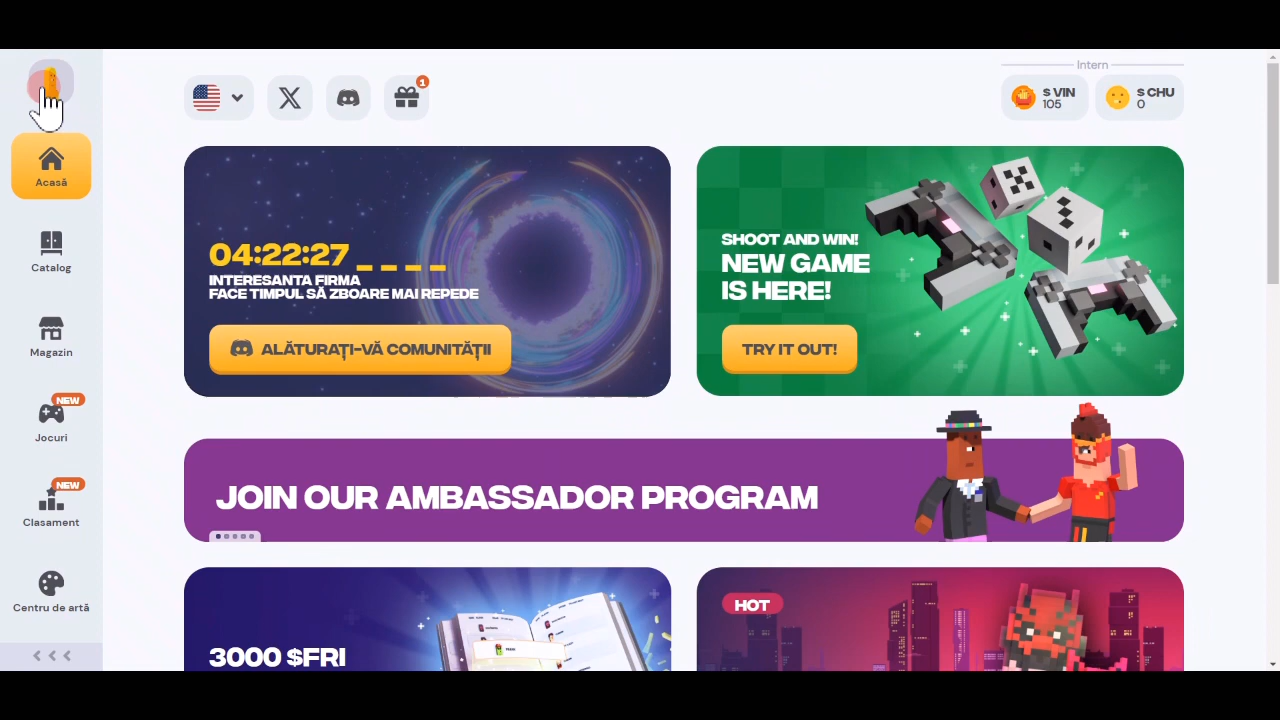 Intern
1
$ VIN
105
$ CHU
0
Acasă
Catalog
Magazin
NEW
Jocuri
NEW
Clasament
Centru de artă
04:22:27
INTERESANTA FIRMA
FACE TIMPUL SĂ ZBOARE MAI REPEDE
ALĂTURAȚI-VĂ COMUNITĂȚII
SHOOT AND WIN!
NEW GAME
IS HERE!
TRY IT OUT!
JOIN OUR AMBASSADOR PROGRAM
3000 $FRI
HOT